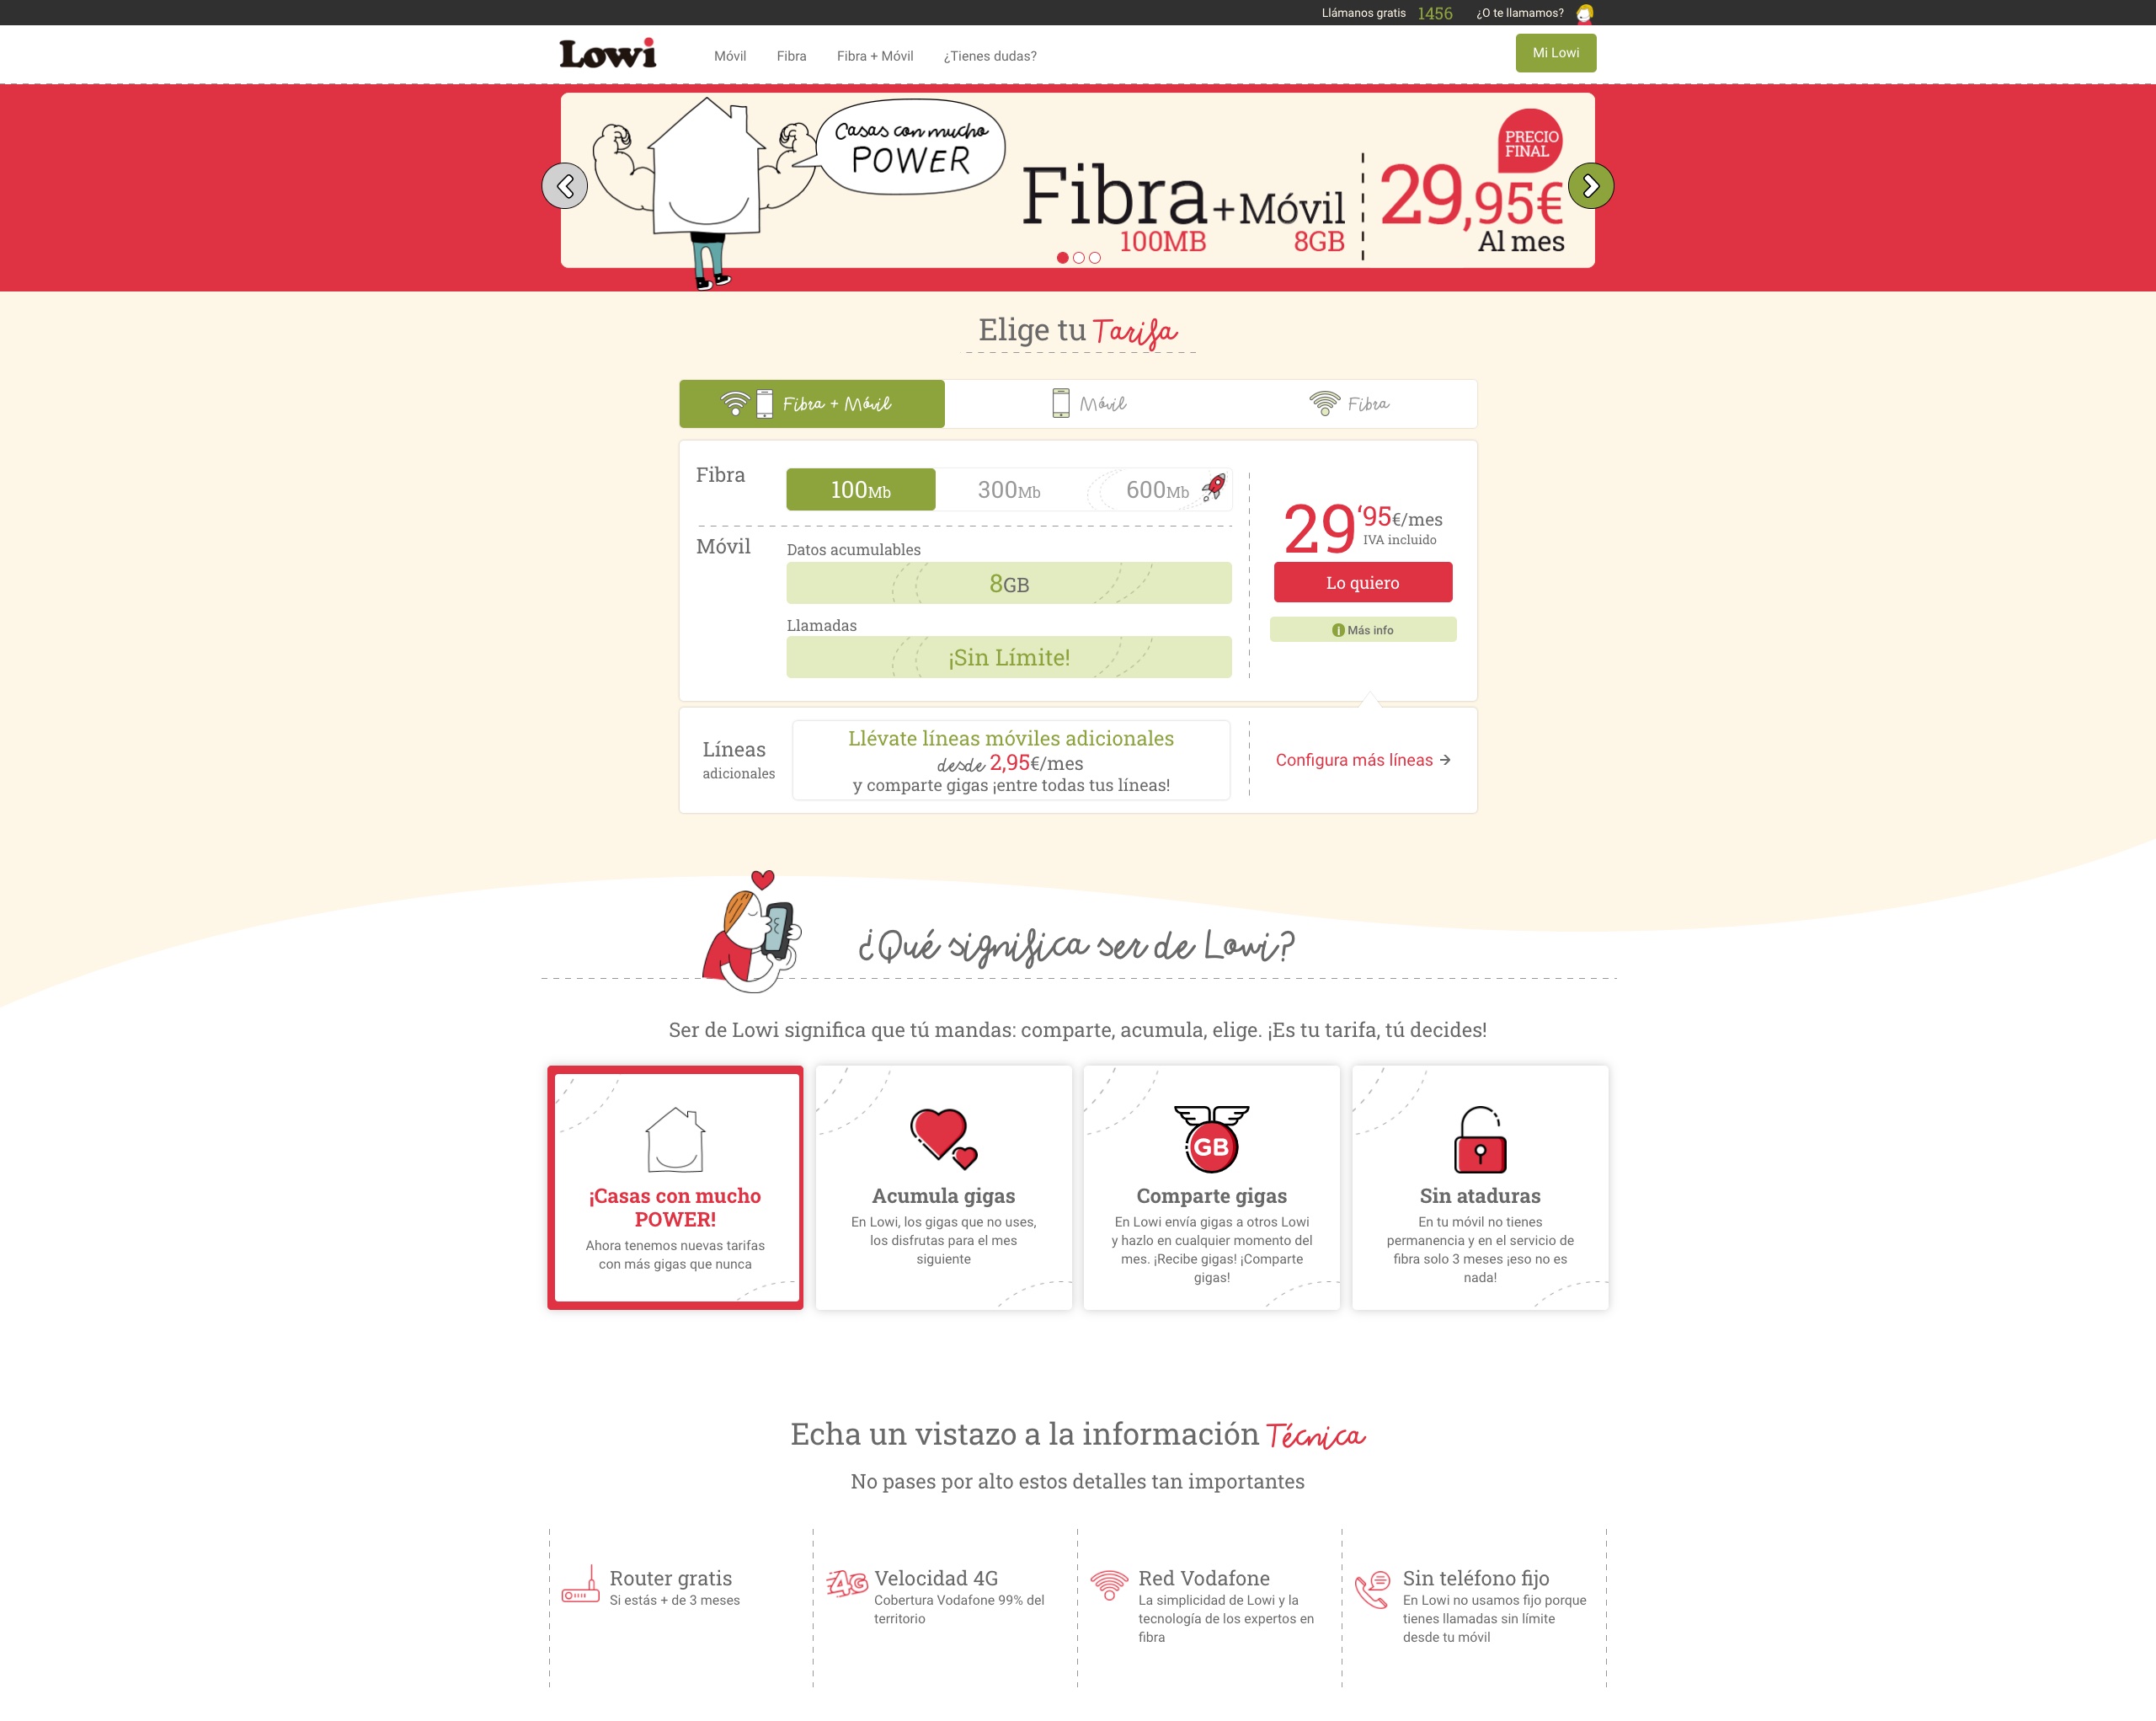 Llámanos gratis 1456 ¿O te llamamos?
Lowi Móvil Fibra Fibra + Móvil ¿Tienes dudas? Mi Lowi
Casas con mucho
POWER
Fibra + Móvil
100MB 8GB
PRECIO
FINAL
29,95€
Al mes
Elige tu Tarifa
Fibra + Móvil Móvil Fibra
Fibra
100Mb 300Mb 600Mb
Móvil
Datos acumulables
8GB
Llamadas
¡Sin Límite!
29'95€/mes
IVA incluido
Lo quiero
i Más info
Líneas
adicionales
Llévate líneas móviles adicionales
desde 2,95€/mes
y comparte gigas ¡entre todas tus líneas!
Configura más líneas →
¿Qué significa ser de Lowi?
Ser de Lowi significa que tú mandas: comparte, acumula, elige. ¡Es tu tarifa, tú decides!
¡Casas con mucho
POWER!
Ahora tenemos nuevas tarifas
con más gigas que nunca
Acumula gigas
En Lowi, los gigas que no uses,
los disfrutas para el mes
siguiente
GB
Comparte gigas
En Lowi envía gigas a otros Lowi
y hazlo en cualquier momento del
mes. ¡Recibe gigas! ¡Comparte
gigas!
Sin ataduras
En tu móvil no tienes
permanencia y en el servicio de
fibra solo 3 meses ¡eso no es
nada!
Echa un vistazo a la información Técnica
No pases por alto estos detalles tan importantes
Router gratis
Si estás + de 3 meses
4G
Velocidad 4G
Cobertura Vodafone 99% del
territorio
Red Vodafone
La simplicidad de Lowi y la
tecnología de los expertos en
fibra
Sin teléfono fijo
En Lowi no usamos fijo porque
tienes llamadas sin límite
desde tu móvil